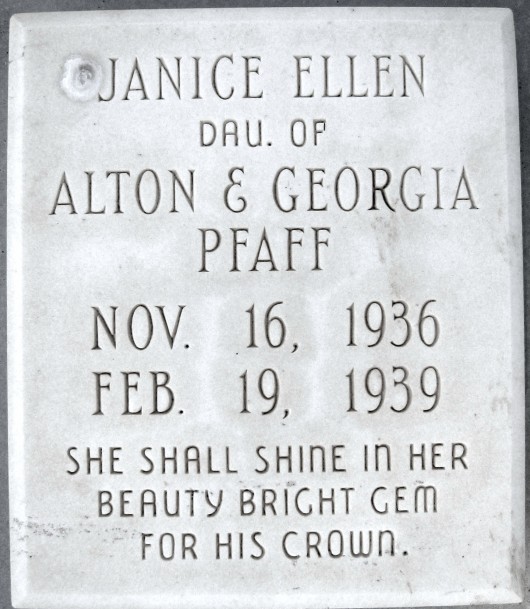 JANICE ELLEN
DAU. OF
ALTON & GEORGIA
PFAFF
NOV. 16, 1936
FEB. 19, 1939
SHE SHALL SHINE IN HER
BEAUTY BRIGHT GEM
FOR HIS CROWN.